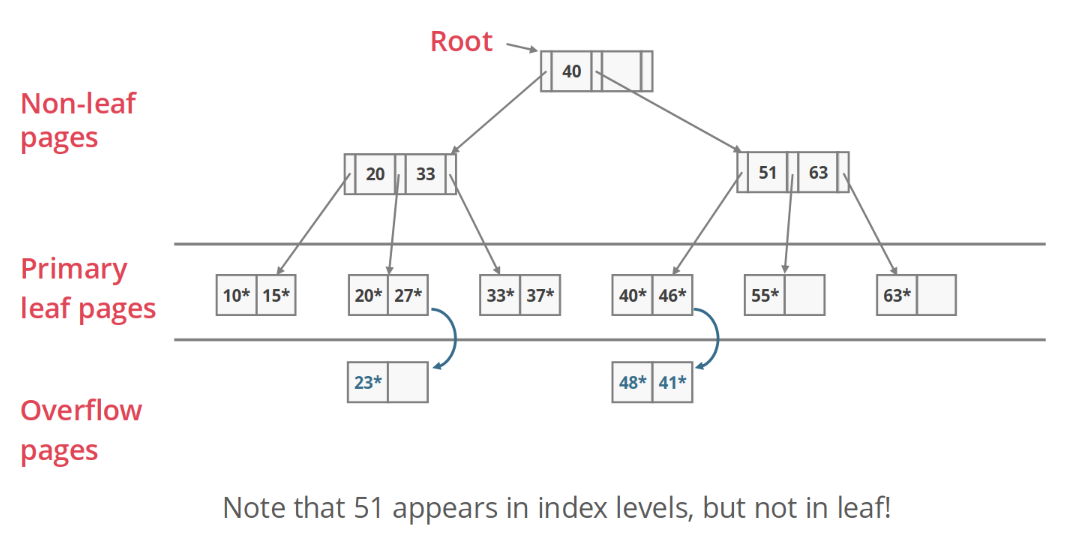 Root
40
Non-leaf
pages
20 33
51 63
Primary
leaf pages
10* 15*
20* 27*
33* 37*
40* 46*
55*
63*
23*
48* 41*
Overflow
pages
Note that 51 appears in index levels, but not in leaf!